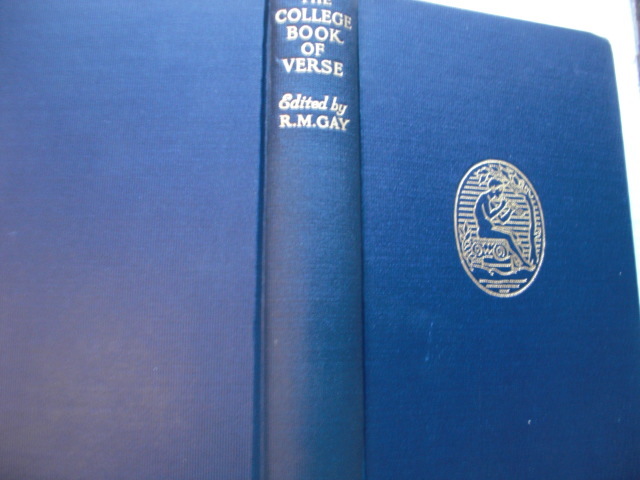 THE
COLLEGE
BOOK
OF
VERSE
Edited by
R.M.GAY